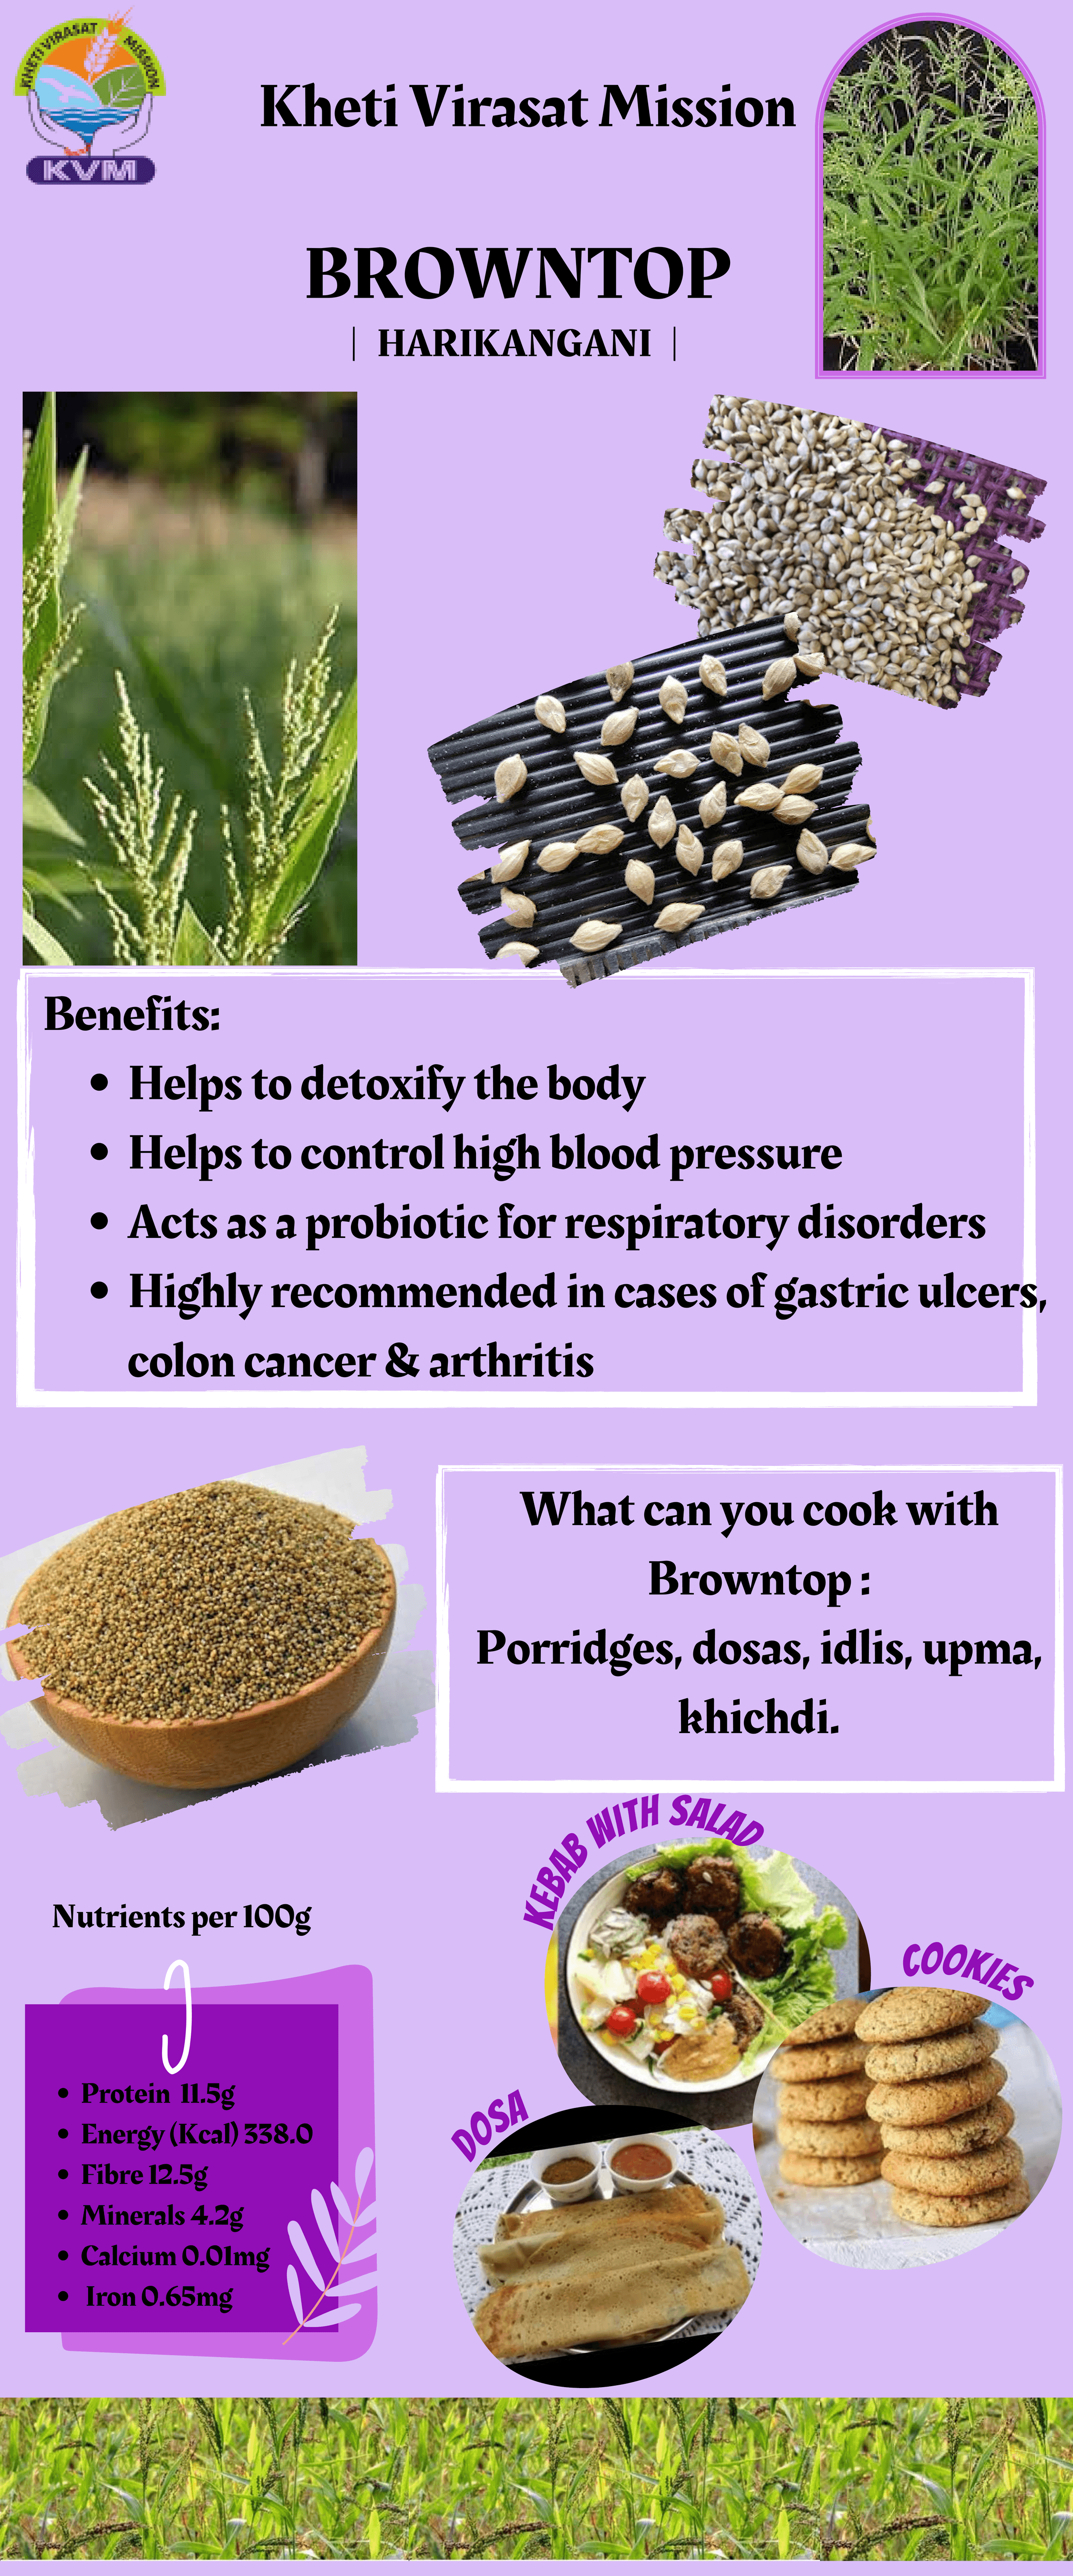 KHETI VIRASAT MISSION
KVM
Kheti Virasat Mission
BROWNTOP
| HARIKANGANI |
Benefits:
• Helps to detoxify the body
• Helps to control high blood pressure
• Acts as a probiotic for respiratory disorders
• Highly recommended in cases of gastric ulcers,
colon cancer & arthritis
What can you cook with
Browntop :
Porridges, dosas, idlis, upma,
khichdi.
KEBAB WITH SALAD
COOKIES
DOSA
Nutrients per 100g
• Protein 11.5g
• Energy (Kcal) 338.0
• Fibre 12.5g
• Minerals 4.2g
• Calcium 0.01mg
• Iron 0.65mg